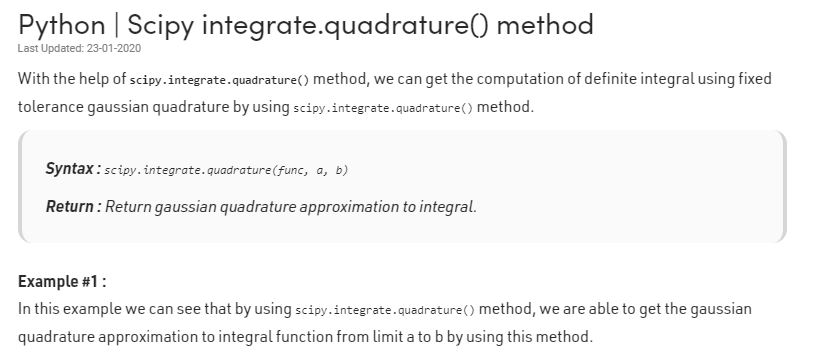 Python | Scipy integrate.quadrature() method
Last Updated: 23-01-2020
With the help of scipy.integrate.quadrature() method, we can get the computation of definite integral using fixed
tolerance gaussian quadrature by using scipy.integrate.quadrature() method.
Syntax : scipy.integrate.quadrature(func, a, b)
Return : Return gaussian quadrature approximation to integral.
Example #1 :
In this example we can see that by using scipy.integrate.quadrature() method, we are able to get the gaussian
quadrature approximation to integral function from limit a to b by using this method.